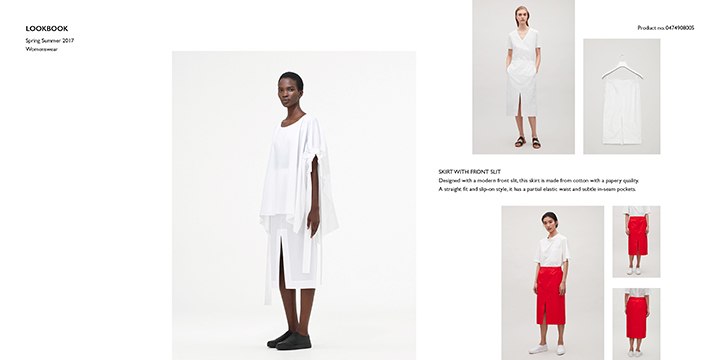 LOOKBOOK
Spring Summer 2017
Womenswear
Product no.0474908005
SKIRT WITH FRONT SLIT
Designed with a modern front slit, this skirt is made from cotton with a papery quality.
A straight fit and slip-on style, it has a partial elastic waist and subtle in-seam pockets.